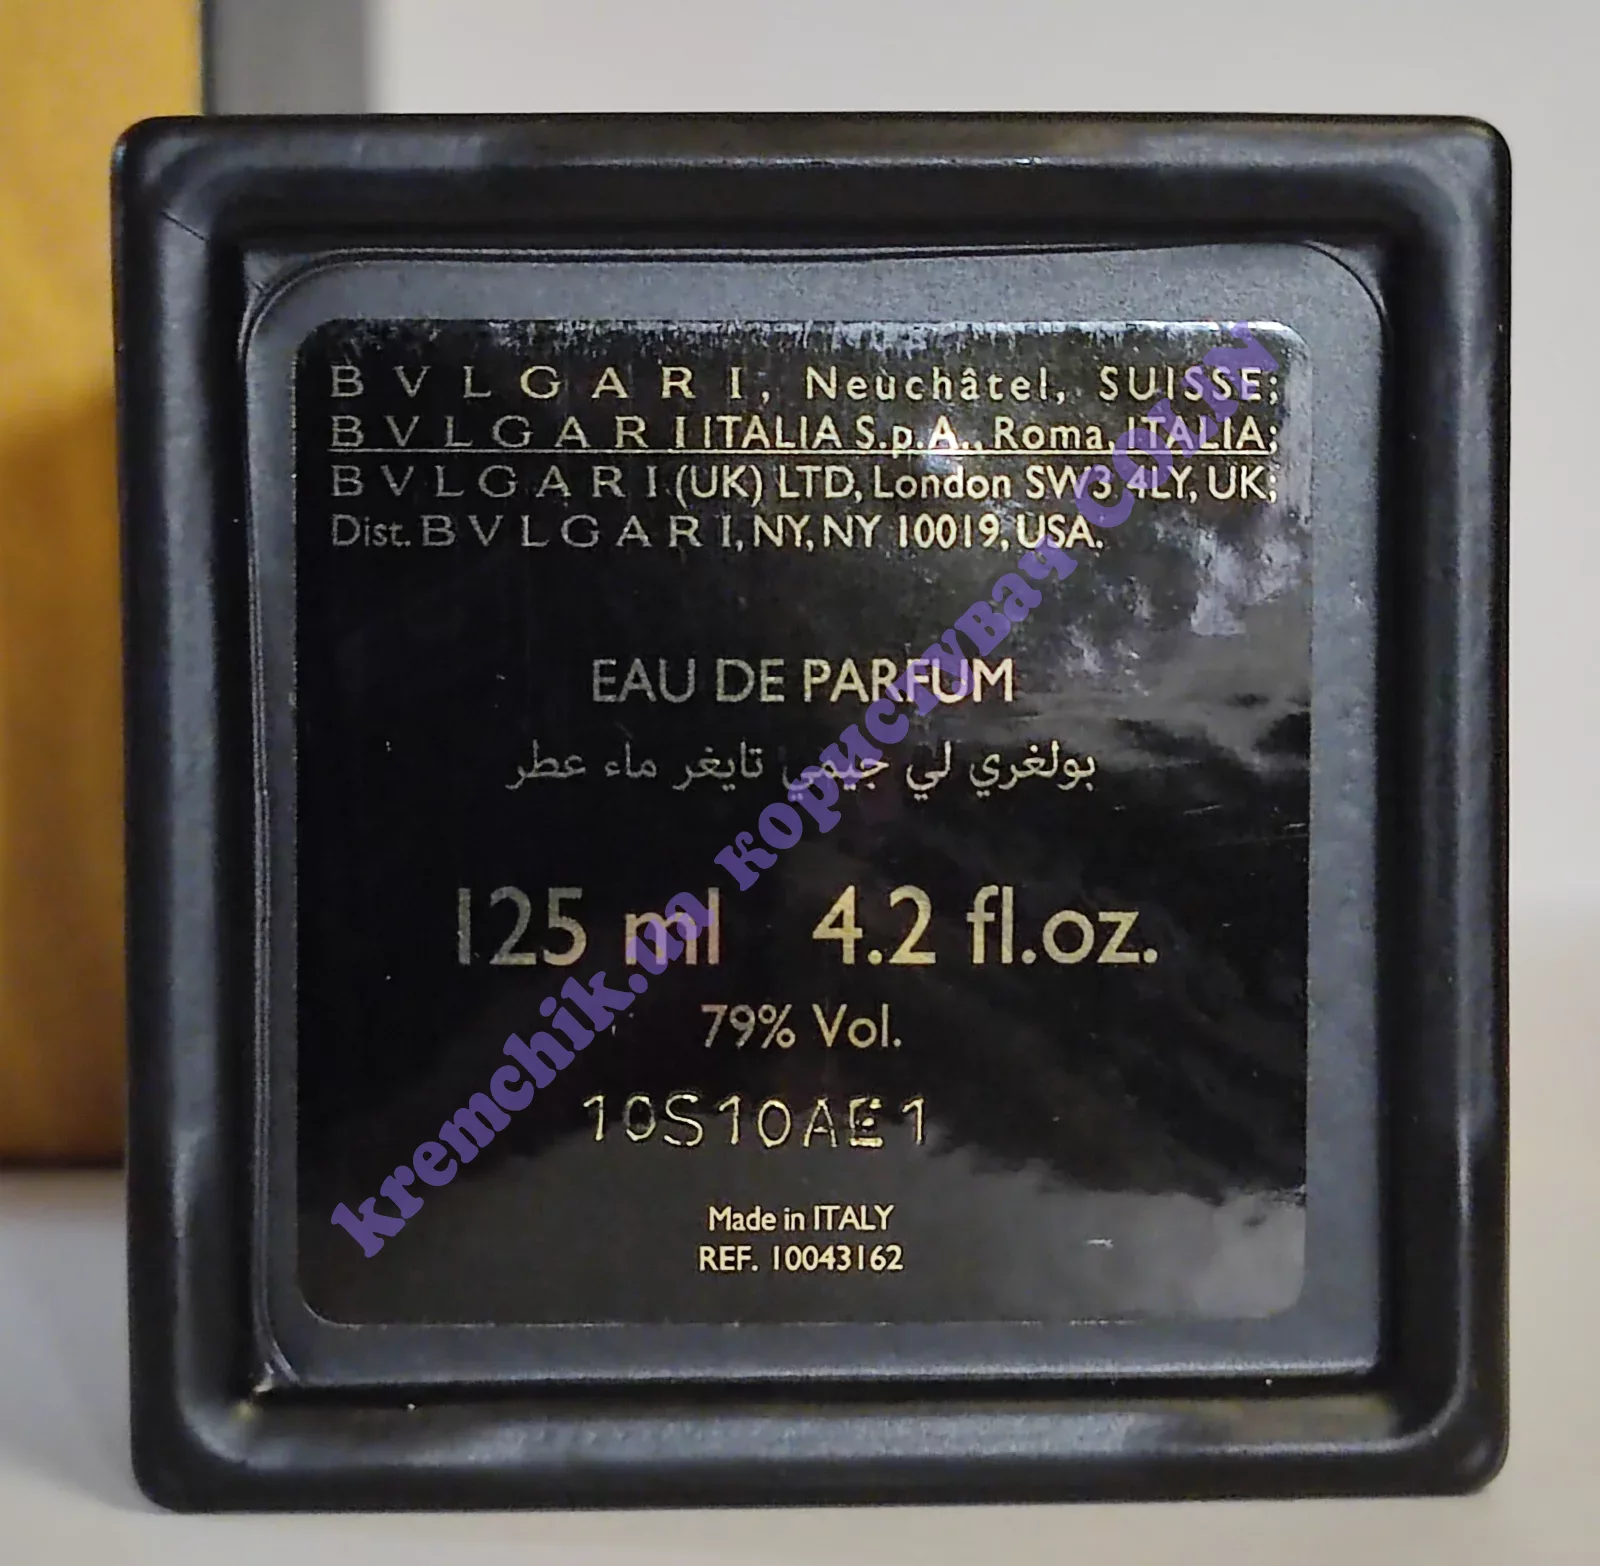 BVLGARI, Neuchâtel, SUISSE;
BVLGARI ITALIA S.p.A., Roma, ITALIA;
BVLGARI (UK) LTD, London SW3 4LY, UK;
Dist. BVLGARI, NY, NY 10019, USA.
EAU DE PARFUM
بولغري لي جيمي تايغر ماء عطر
125 ml 4.2 fl.oz.
79% Vol.
10S10AE1
Made in ITALY
REF. 10043162
kremchik.ua користувач